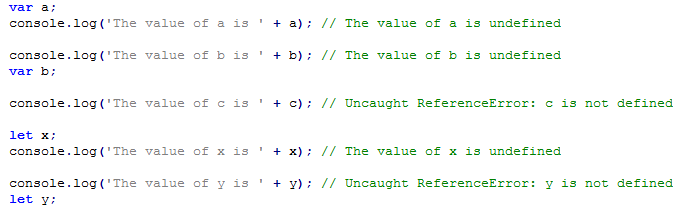 var a;
console.log('The value of a is ' + a); // The value of a is undefined
console.log('The value of b is ' + b); // The value of b is undefined
var b;
console.log('The value of c is ' + c); // Uncaught ReferenceError: c is not defined
let x;
console.log('The value of x is ' + x); // The value of x is undefined
console.log('The value of y is ' + y); // Uncaught ReferenceError: y is not defined
let y;